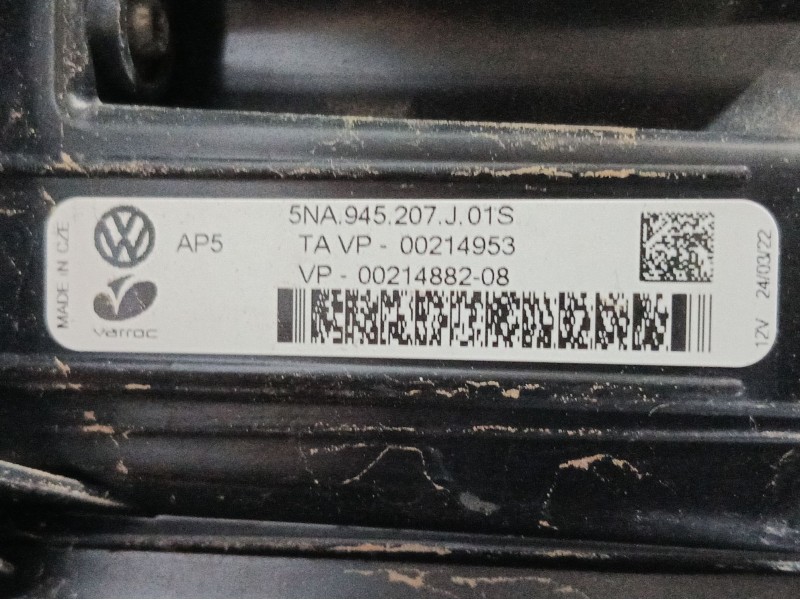 MADE IN CZE
AP5
varroc
5NA.945.207.J.01S
TA VP - 00214953
VP - 00214882-08
12V 24/03/22